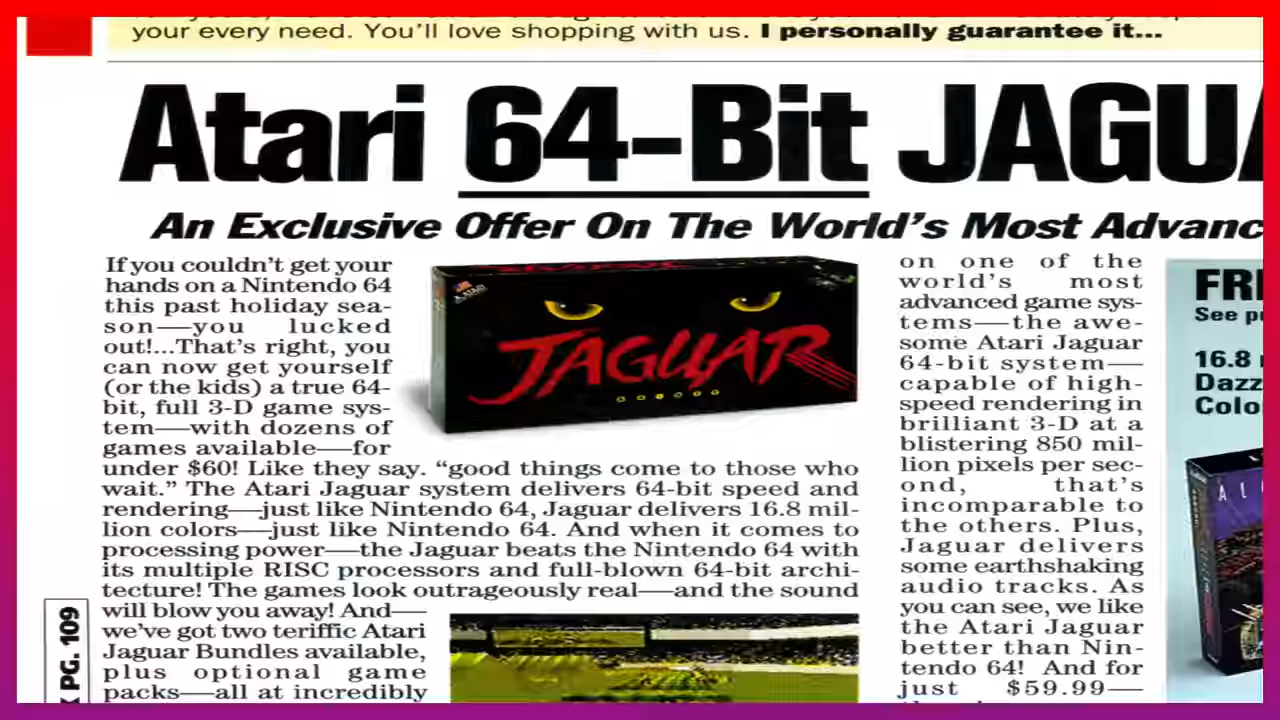 your every need. You'll love shopping with us. I personally guarantee it...
Atari 64-Bit JAGUA
An Exclusive Offer On The World's Most Advanc
If you couldn't get your
hands on a Nintendo 64
this past holiday sea-
son—you lucked
out!...That's right, you
can now get yourself
(or the kids) a true 64-
bit, full 3-D game sys-
tem—with dozens of
games available—for
under $60! Like they say. “good things come to those who
wait.” The Atari Jaguar system delivers 64-bit speed and
rendering—just like Nintendo 64, Jaguar delivers 16.8 mil-
lion colors—just like Nintendo 64. And when it comes to
processing power—the Jaguar beats the Nintendo 64 with
its multiple RISC processors and full-blown 64-bit archi-
tecture! The games look outrageously real—and the sound
will blow you away! And—
we've got two teriffic Atari
Jaguar Bundles available,
plus optional game
packs—all at incredibly
JAGUAR
on one of the
world's most
advanced game sys-
tems—the awe-
some Atari Jaguar
64-bit system—
capable of high-
speed rendering in
brilliant 3-D at a
blistering 850 mil-
lion pixels per sec-
ond, that's
incomparable to
the others. Plus,
Jaguar delivers
some earthshaking
audio tracks. As
you can see, we like
the Atari Jaguar
better than Nin-
tendo 64! And for
just $59.99—
FR
See p
16.8
Dazz
Colo
PG. 109